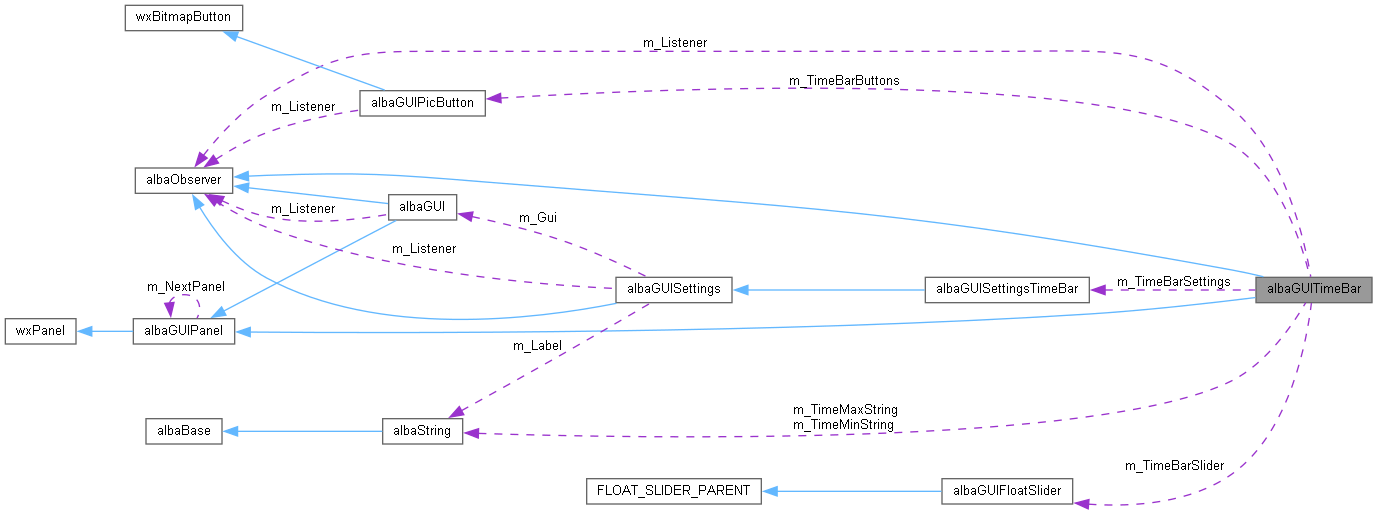 wxBitmapButton
m_Listener
m_TimeBarButtons
albaGUIPicButton
m_Listener
albaObserver
albaGUI
m_Listener
m_Gui
m_Listener
m_NextPanel
albaGUISettings
albaGUISettingsTimeBar
m_TimeBarSettings
albaGUITimeBar
wxPanel
albaGUIPanel
m_Label
m_TimeMaxString
m_TimeMinString
albaBase
albaString
m_TimeBarSlider
FLOAT_SLIDER_PARENT
albaGUIFloatSlider